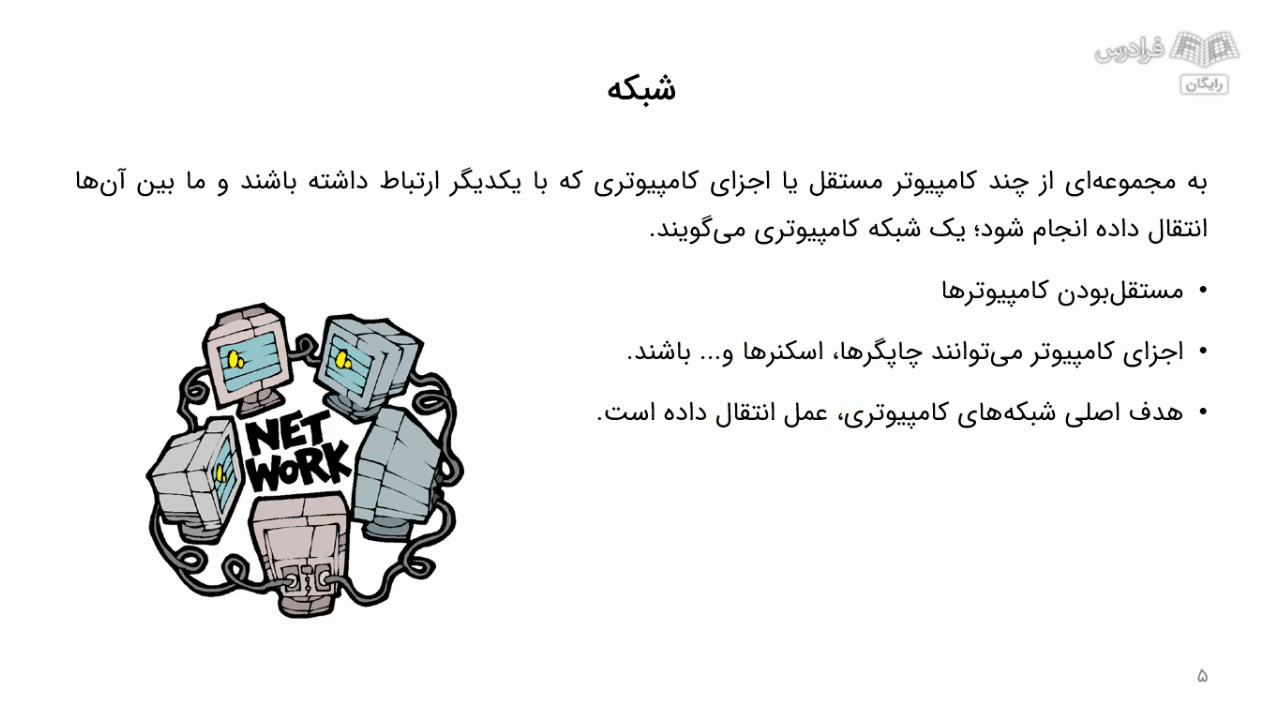 فرادرس
رایگان
شبکه
به مجموعه‌ای از چند کامپیوتر مستقل یا اجزای کامپیوتری که با یکدیگر ارتباط داشته باشند و ما بین آن‌ها
انتقال داده انجام شود؛ یک شبکه کامپیوتری می‌گویند.
• مستقل‌بودن کامپیوترها
• اجزای کامپیوتر می‌توانند چاپگرها، اسکنرها و... باشند.
• هدف اصلی شبکه‌های کامپیوتری، عمل انتقال داده است.
NET
WORK
۵